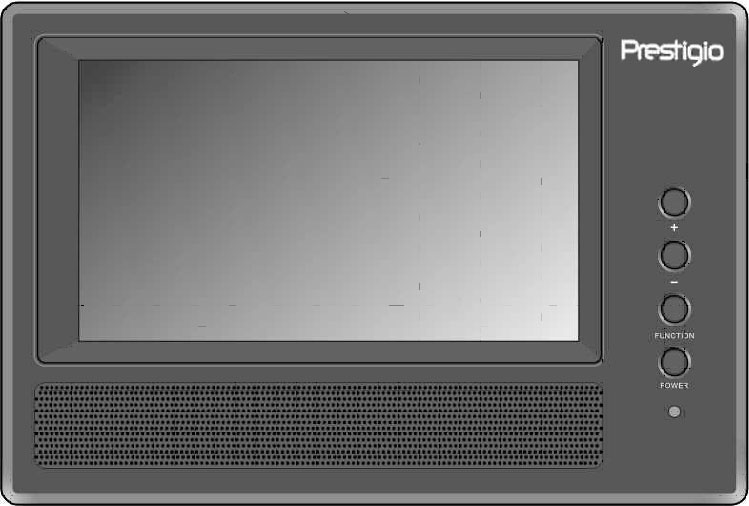 Prestigio
+
−
FUNCTION
POWER